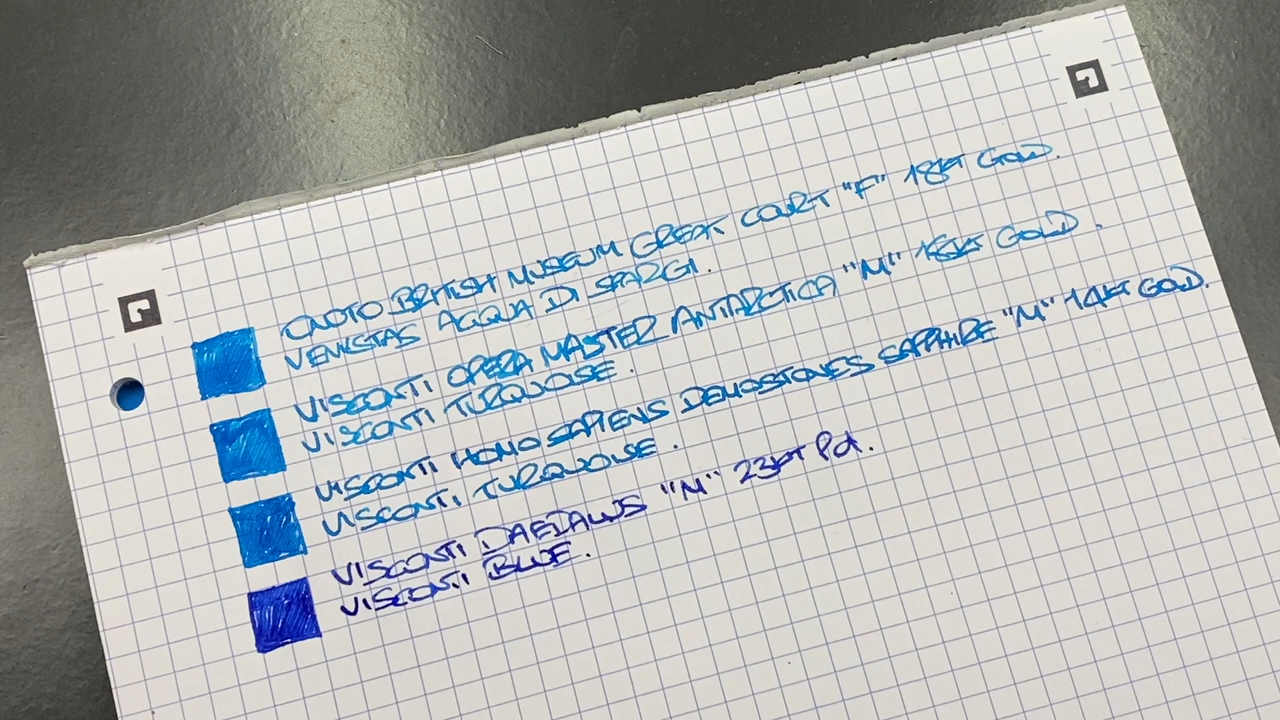 ONOTO BRITISH MUSEUM GREAT COURT "F" 18kt GOLD.
VENUSTAS ACQUA DI SPARGI.
VISCONTI OPERA MASTER ANTARCTICA "M" 18kt GOLD.
VISCONTI TURQUOISE.
VISCONTI HOMO SAPIENS DEMOSTONES SAPPHIRE "M" 14kt GOLD.
VISCONTI TURQUOISE.
VISCONTI DAEDALUS "M" 23kt Pd.
VISCONTI BLUE.